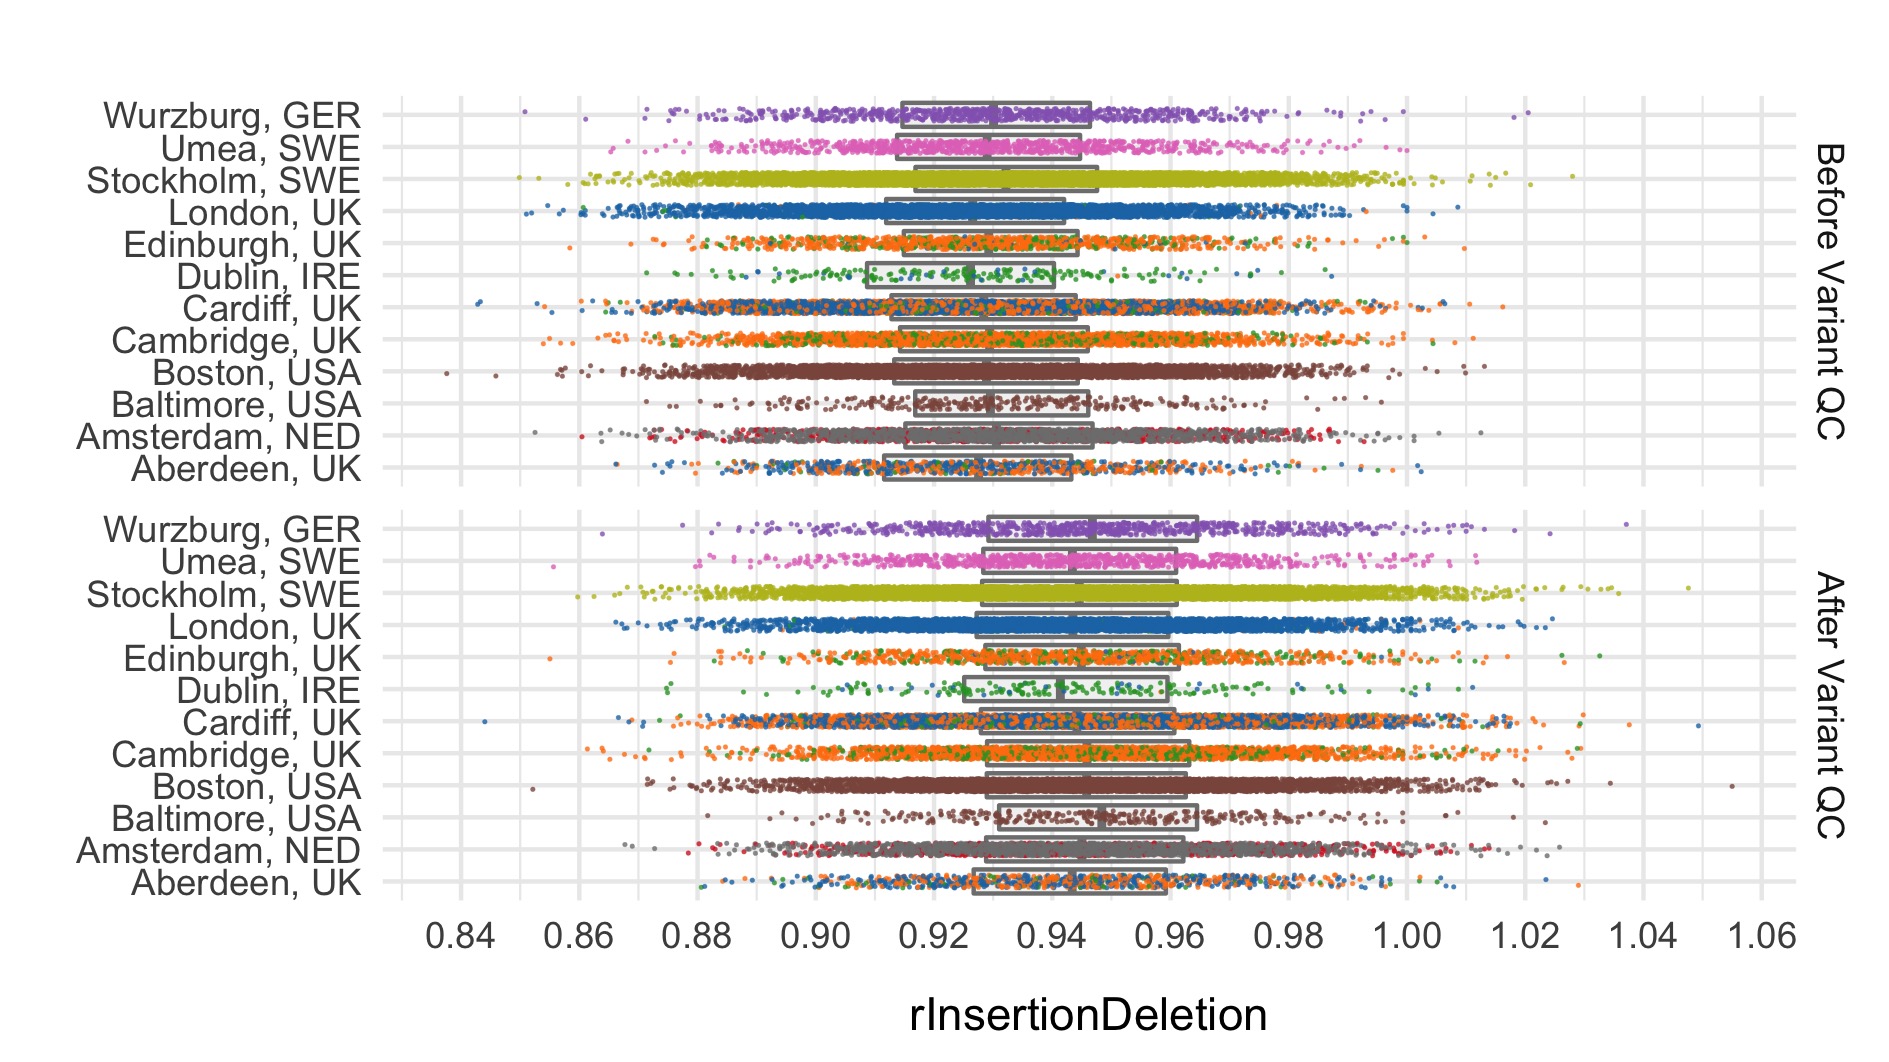 Wurzburg, GER
Umea, SWE
Stockholm, SWE
London, UK
Edinburgh, UK
Dublin, IRE
Cardiff, UK
Cambridge, UK
Boston, USA
Baltimore, USA
Amsterdam, NED
Aberdeen, UK
Before Variant QC
Wurzburg, GER
Umea, SWE
Stockholm, SWE
London, UK
Edinburgh, UK
Dublin, IRE
Cardiff, UK
Cambridge, UK
Boston, USA
Baltimore, USA
Amsterdam, NED
Aberdeen, UK
After Variant QC
0.84 0.86 0.88 0.90 0.92 0.94 0.96 0.98 1.00 1.02 1.04 1.06
rInsertionDeletion